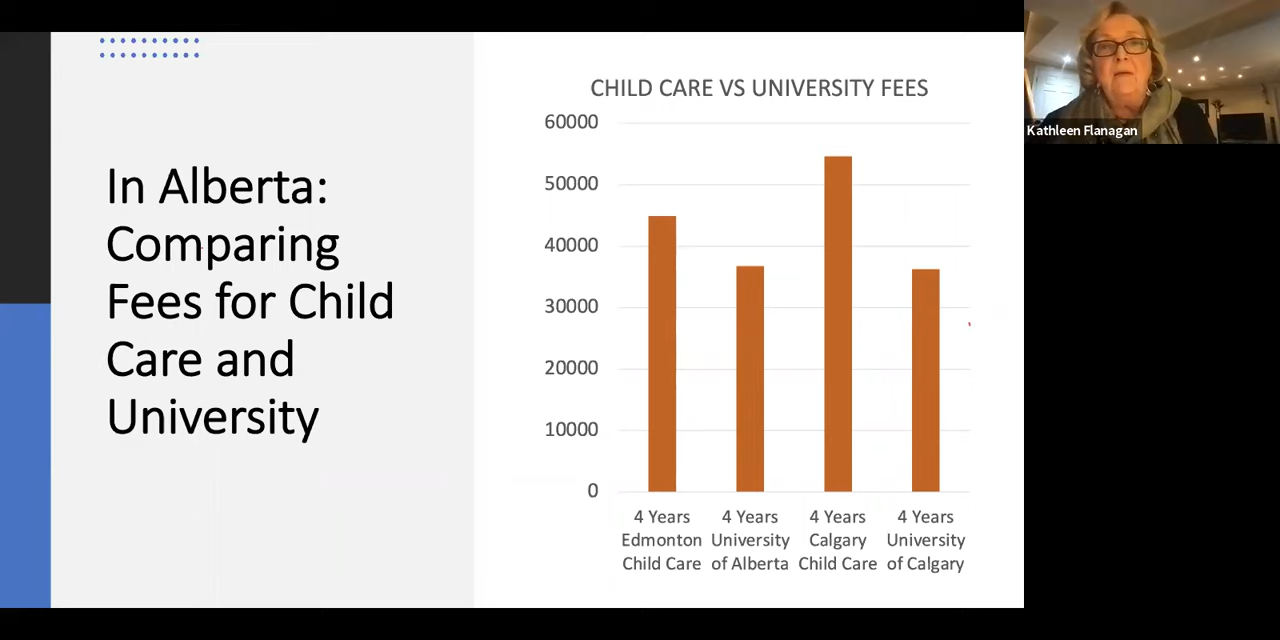 In Alberta:
Comparing
Fees for Child
Care and
University
CHILD CARE VS UNIVERSITY FEES
60000
50000
40000
30000
20000
10000
0
4 Years
Edmonton
Child Care
4 Years
University
of Alberta
4 Years
Calgary
Child Care
4 Years
University
of Calgary
Kathleen Flanagan